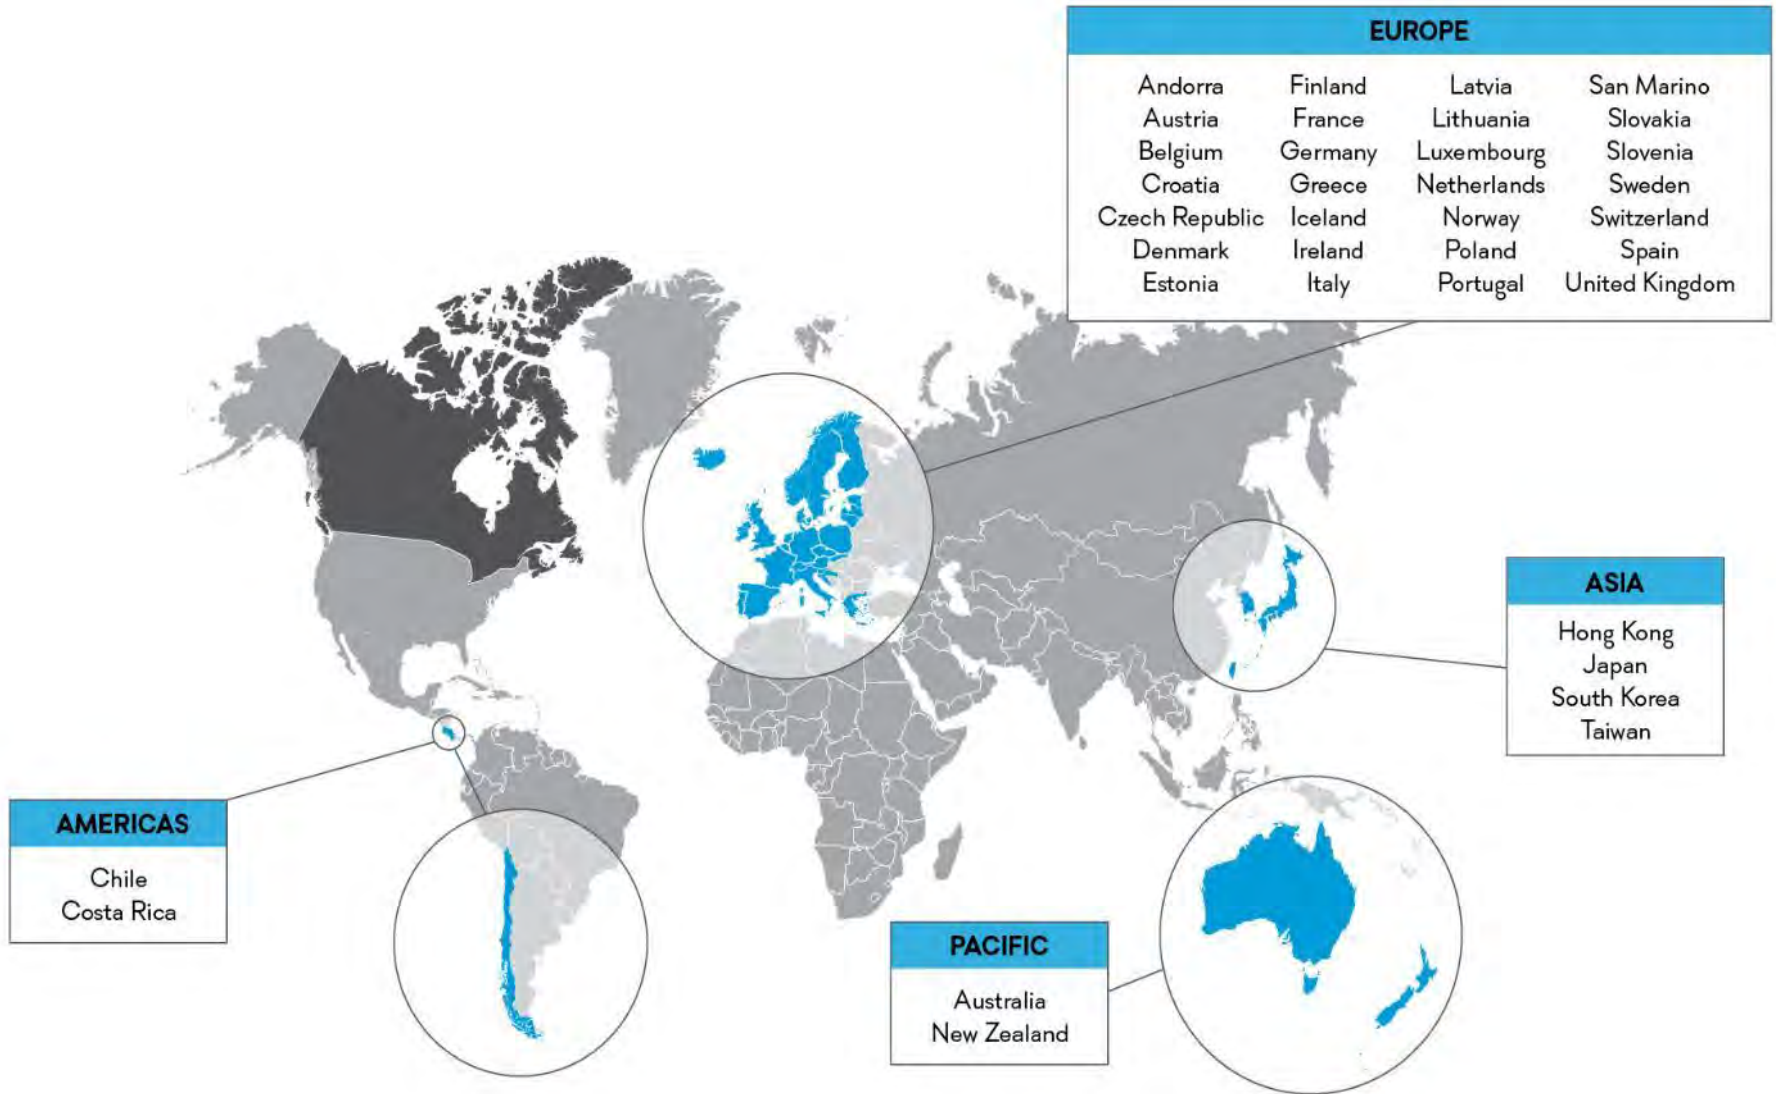 EUROPE
Andorra Finland Latvia San Marino
Austria France Lithuania Slovakia
Belgium Germany Luxembourg Slovenia
Croatia Greece Netherlands Sweden
Czech Republic Iceland Norway Switzerland
Denmark Ireland Poland Spain
Estonia Italy Portugal United Kingdom
ASIA
Hong Kong
Japan
South Korea
Taiwan
AMERICAS
Chile
Costa Rica
PACIFIC
Australia
New Zealand